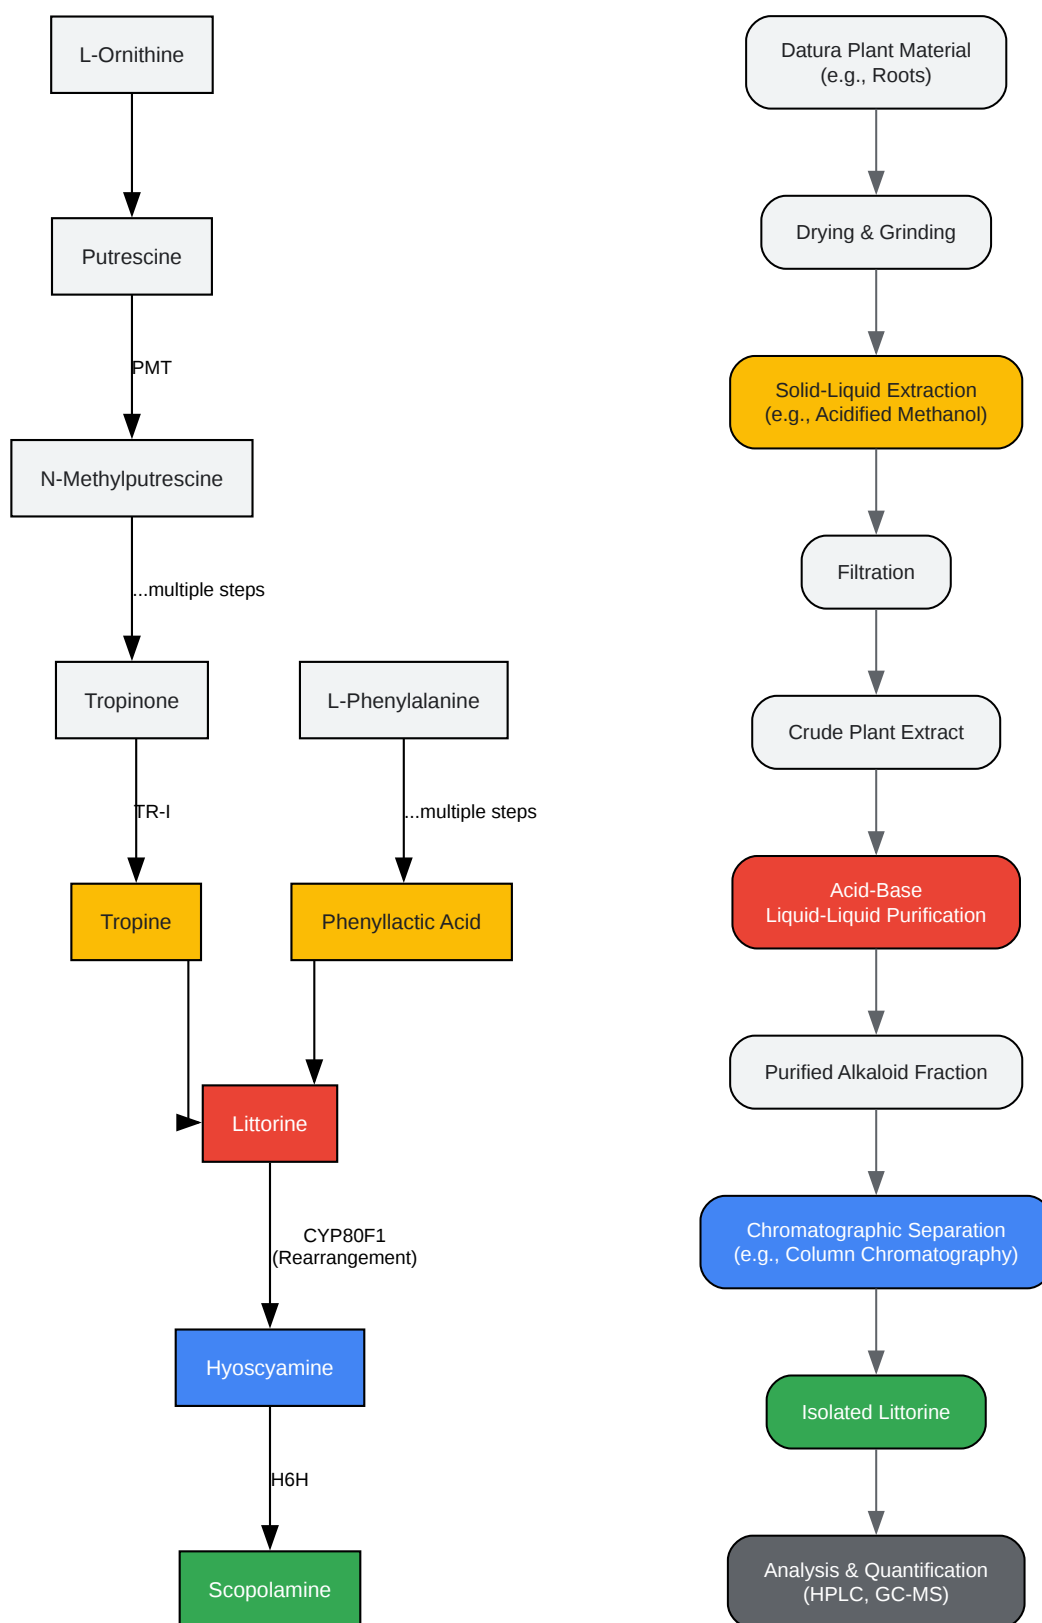 L-Ornithine
Putrescine
PMT
N-Methylputrescine
...multiple steps
Tropinone
L-Phenylalanine
TR-I
...multiple steps
Tropine
Phenyllactic Acid
Littorine
CYP80F1
(Rearrangement)
Hyoscyamine
H6H
Scopolamine
Datura Plant Material
(e.g., Roots)
Drying & Grinding
Solid-Liquid Extraction
(e.g., Acidified Methanol)
Filtration
Crude Plant Extract
Acid-Base
Liquid-Liquid Purification
Purified Alkaloid Fraction
Chromatographic Separation
(e.g., Column Chromatography)
Isolated Littorine
Analysis & Quantification
(HPLC, GC-MS)